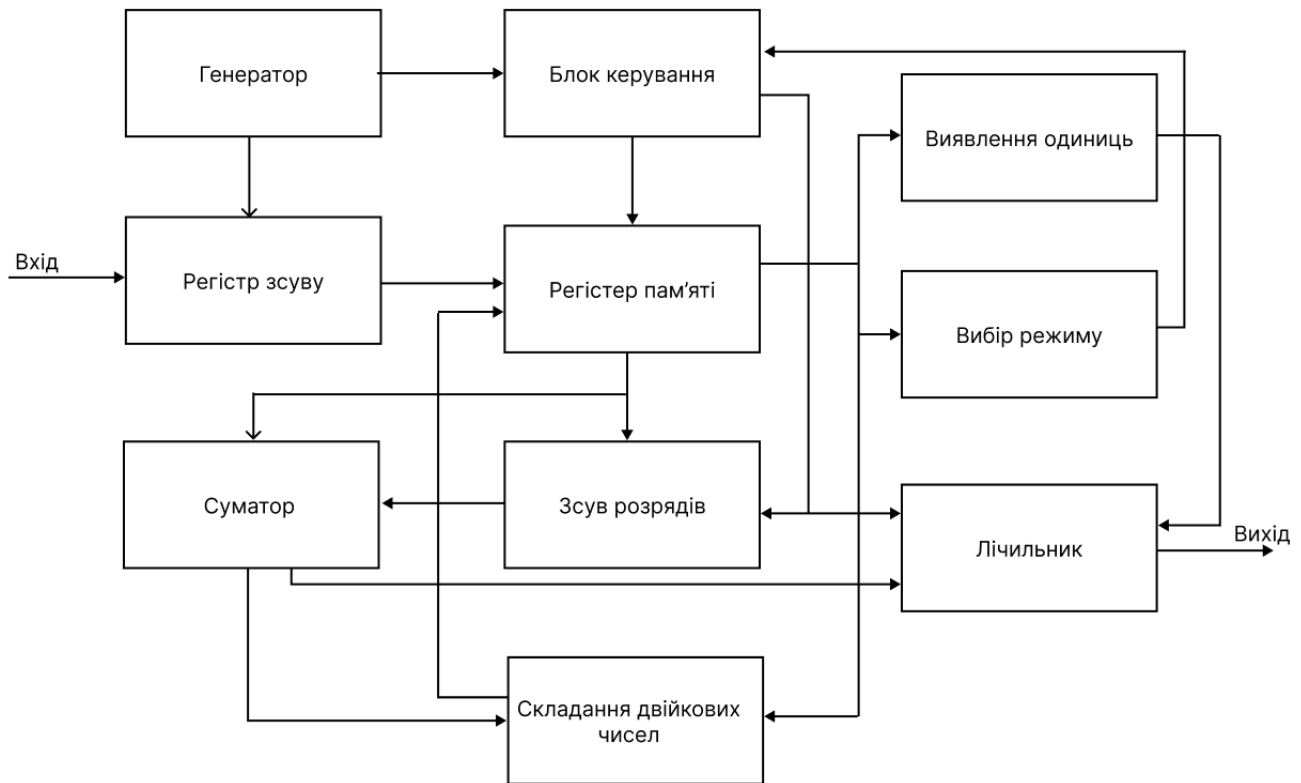 Генератор
Блок керування
Виявлення одиниць
Вхід
Регістр зсуву
Регістер пам’яті
Вибір режиму
Суматор
Зсув розрядів
Лічильник
Вихід
Складання двійкових
чисел